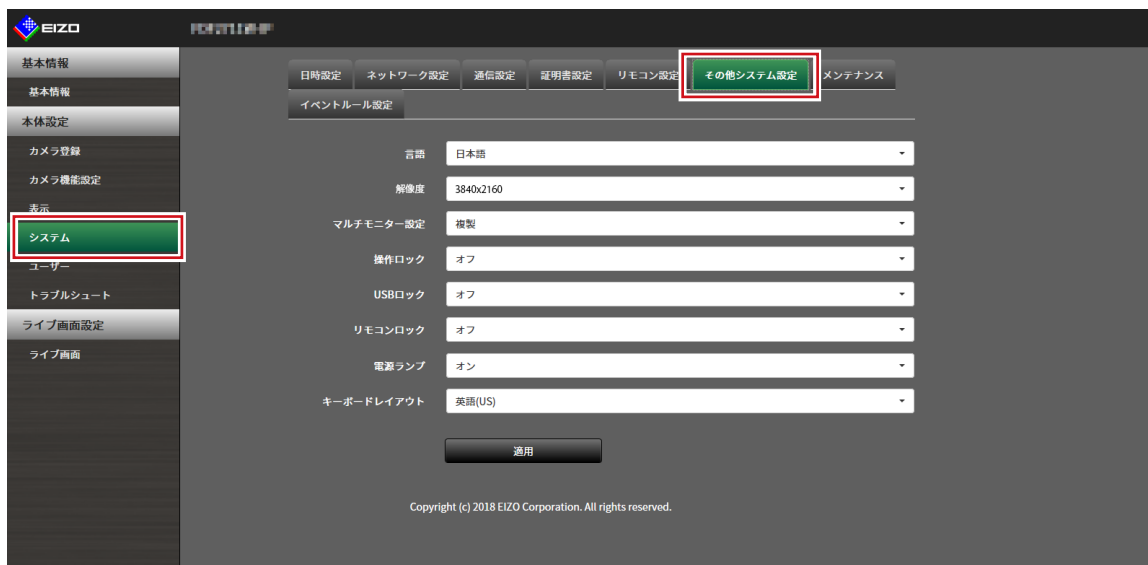 EIZO
基本情報
基本情報
本体設定
カメラ登録
カメラ機能設定
表示
システム
ユーザー
トラブルシュート
ライブ画面設定
ライブ画面
日時設定 ネットワーク設定 通信設定 証明書設定 リモコン設定 その他システム設定 メンテナンス
イベントルール設定
言語 日本語
解像度 3840x2160
マルチモニター設定 複製
操作ロック オフ
USBロック オフ
リモコンロック オフ
電源ランプ オン
キーボードレイアウト 英語(US)
適用
Copyright (c) 2018 EIZO Corporation. All rights reserved.